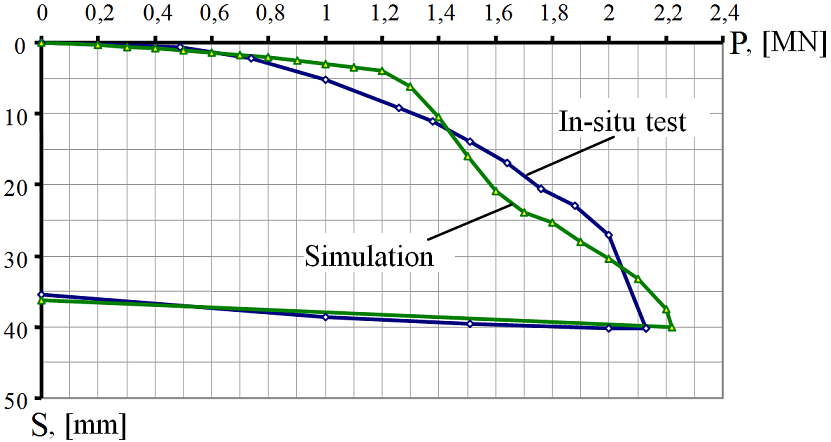 0 0,2 0,4 0,6 0,8 1 1,2 1,4 1,6 1,8 2 2,2 2,4
0 P, [MN]
10
In-situ test
20
Simulation
30
40
50
S, [mm]